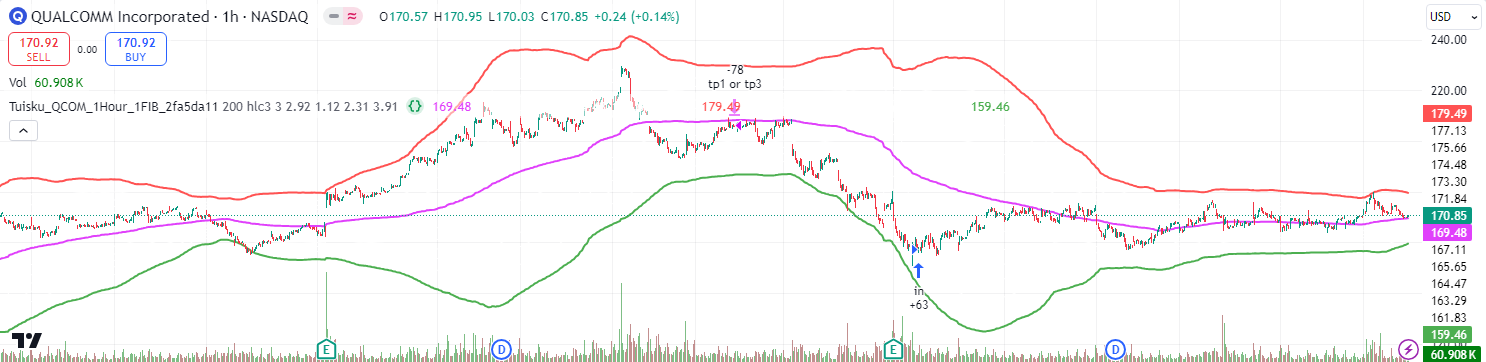 QUALCOMM Incorporated · 1h · NASDAQ O170.57 H170.95 L170.03 C170.85 +0.24 (+0.14%)
USD
170.92 SELL
0.00
170.92 BUY
Vol 60.908 K
Tuisku_QCOM_1Hour_1FIB_2fa5da11 200 hlc3 3 2.92 1.12 2.31 3.91 {} 169.48 179.49 159.46
-78
tp1 or tp3
in
+63
240.00
220.00
179.49
177.13
175.66
174.48
173.30
171.84
170.85
169.48
167.11
165.65
164.47
163.29
161.83
159.46
60.908 K
E
D
E
D